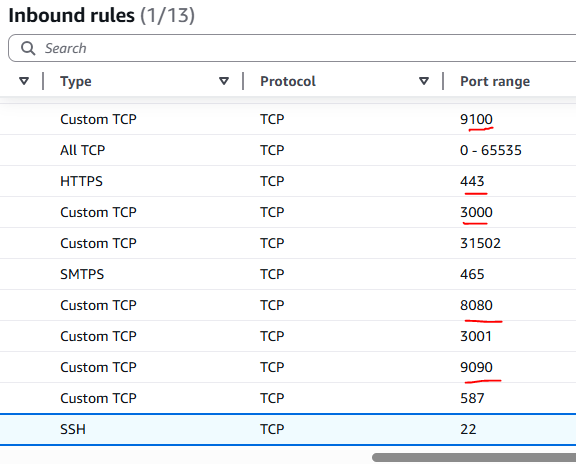 Inbound rules (1/13)
Search
Type Protocol Port range
Custom TCP TCP 9100
All TCP TCP 0 - 65535
HTTPS TCP 443
Custom TCP TCP 3000
Custom TCP TCP 31502
SMTPS TCP 465
Custom TCP TCP 8080
Custom TCP TCP 3001
Custom TCP TCP 9090
Custom TCP TCP 587
SSH TCP 22